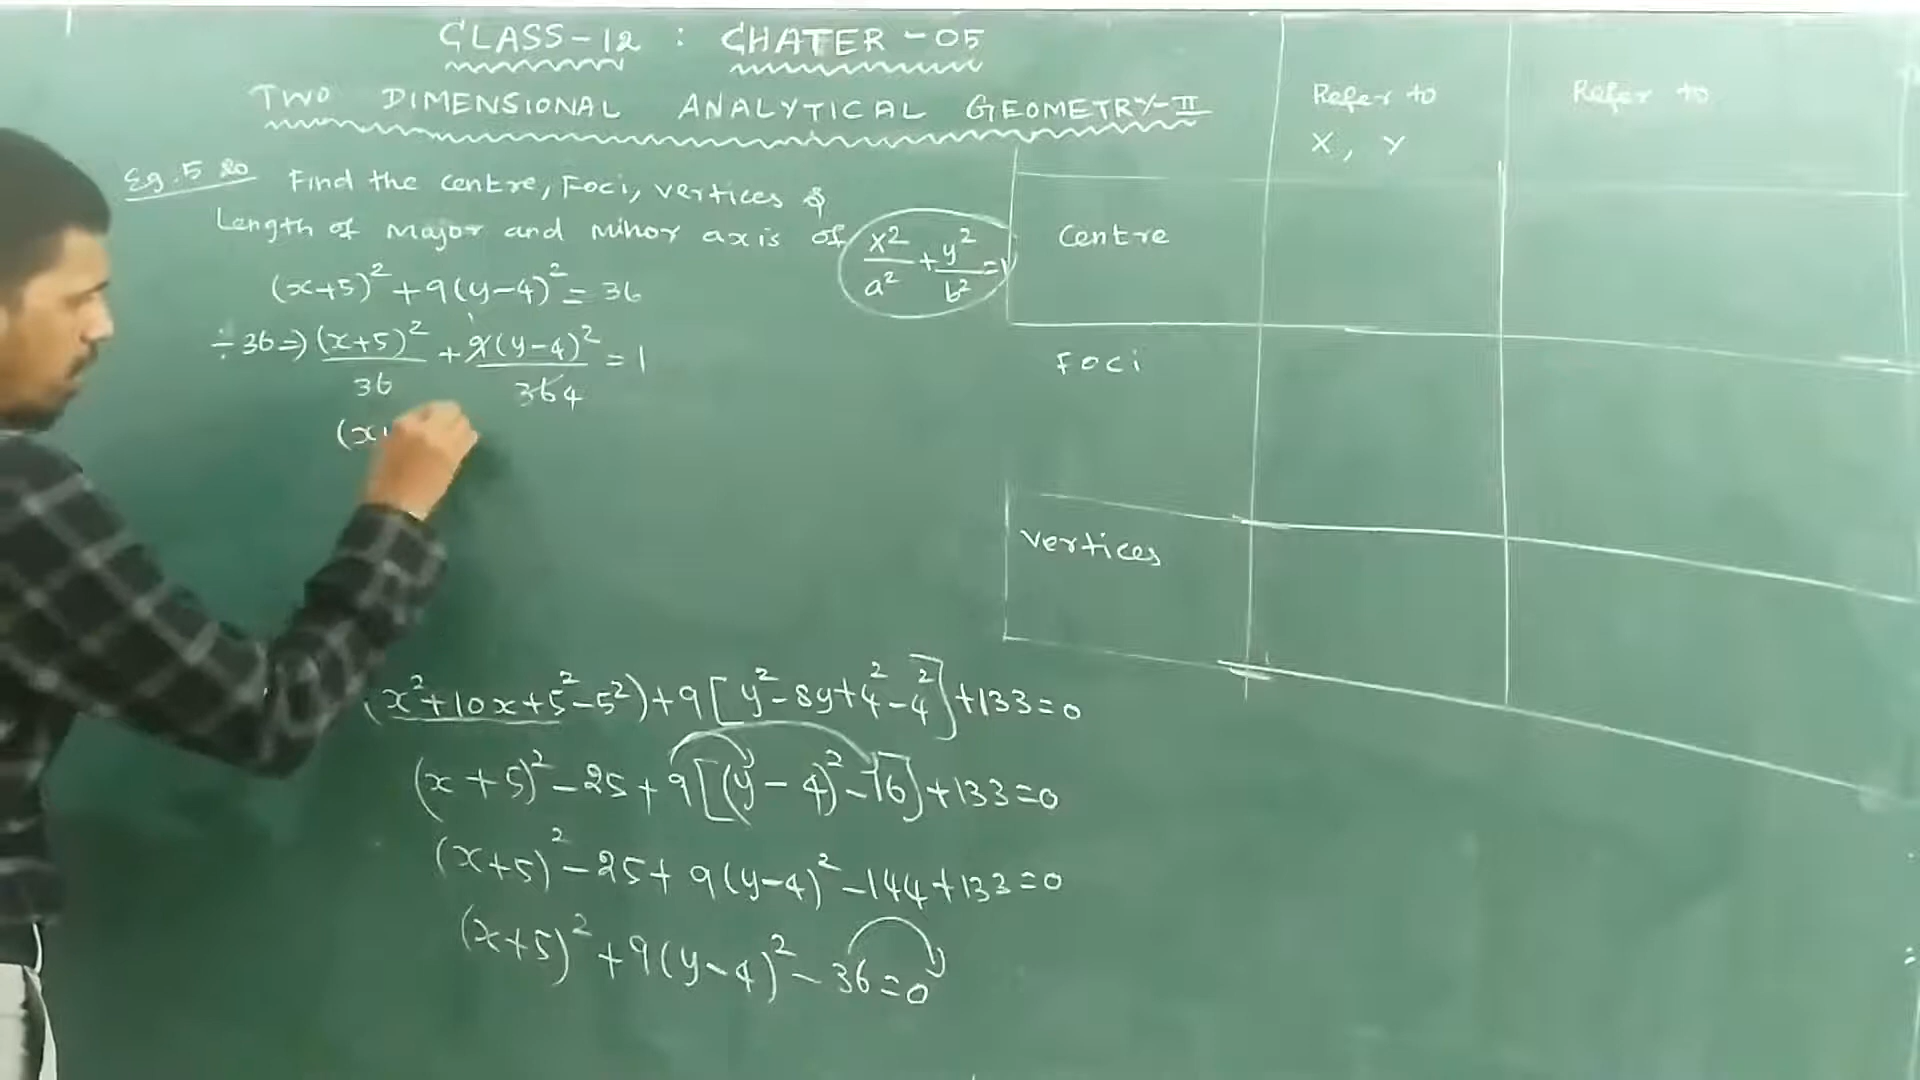 CLASS-12 : CHATER-05
TWO DIMENSIONAL ANALYTICAL GEOMETRY-II
Eg.5.20 Find the centre, Foci, vertices &
Length of major and minor axis of
x²/a² + y²/b² = 1
(x+5)² + 9(y-4)² = 36
÷36⇒ (x+5)²/36 + 9(y-4)²/36 4 = 1
(x+
(x²+10x+5²-5²)+9[y²-8y+4²-4²]+133=0
(x+5)²-25+9[(y-4)²-16]+133=0
(x+5)²-25+9(y-4)²-144+133=0
(x+5)²+9(y-4)²-36=0
Refer to
X, Y
Refer to
Centre
Foci
Vertices